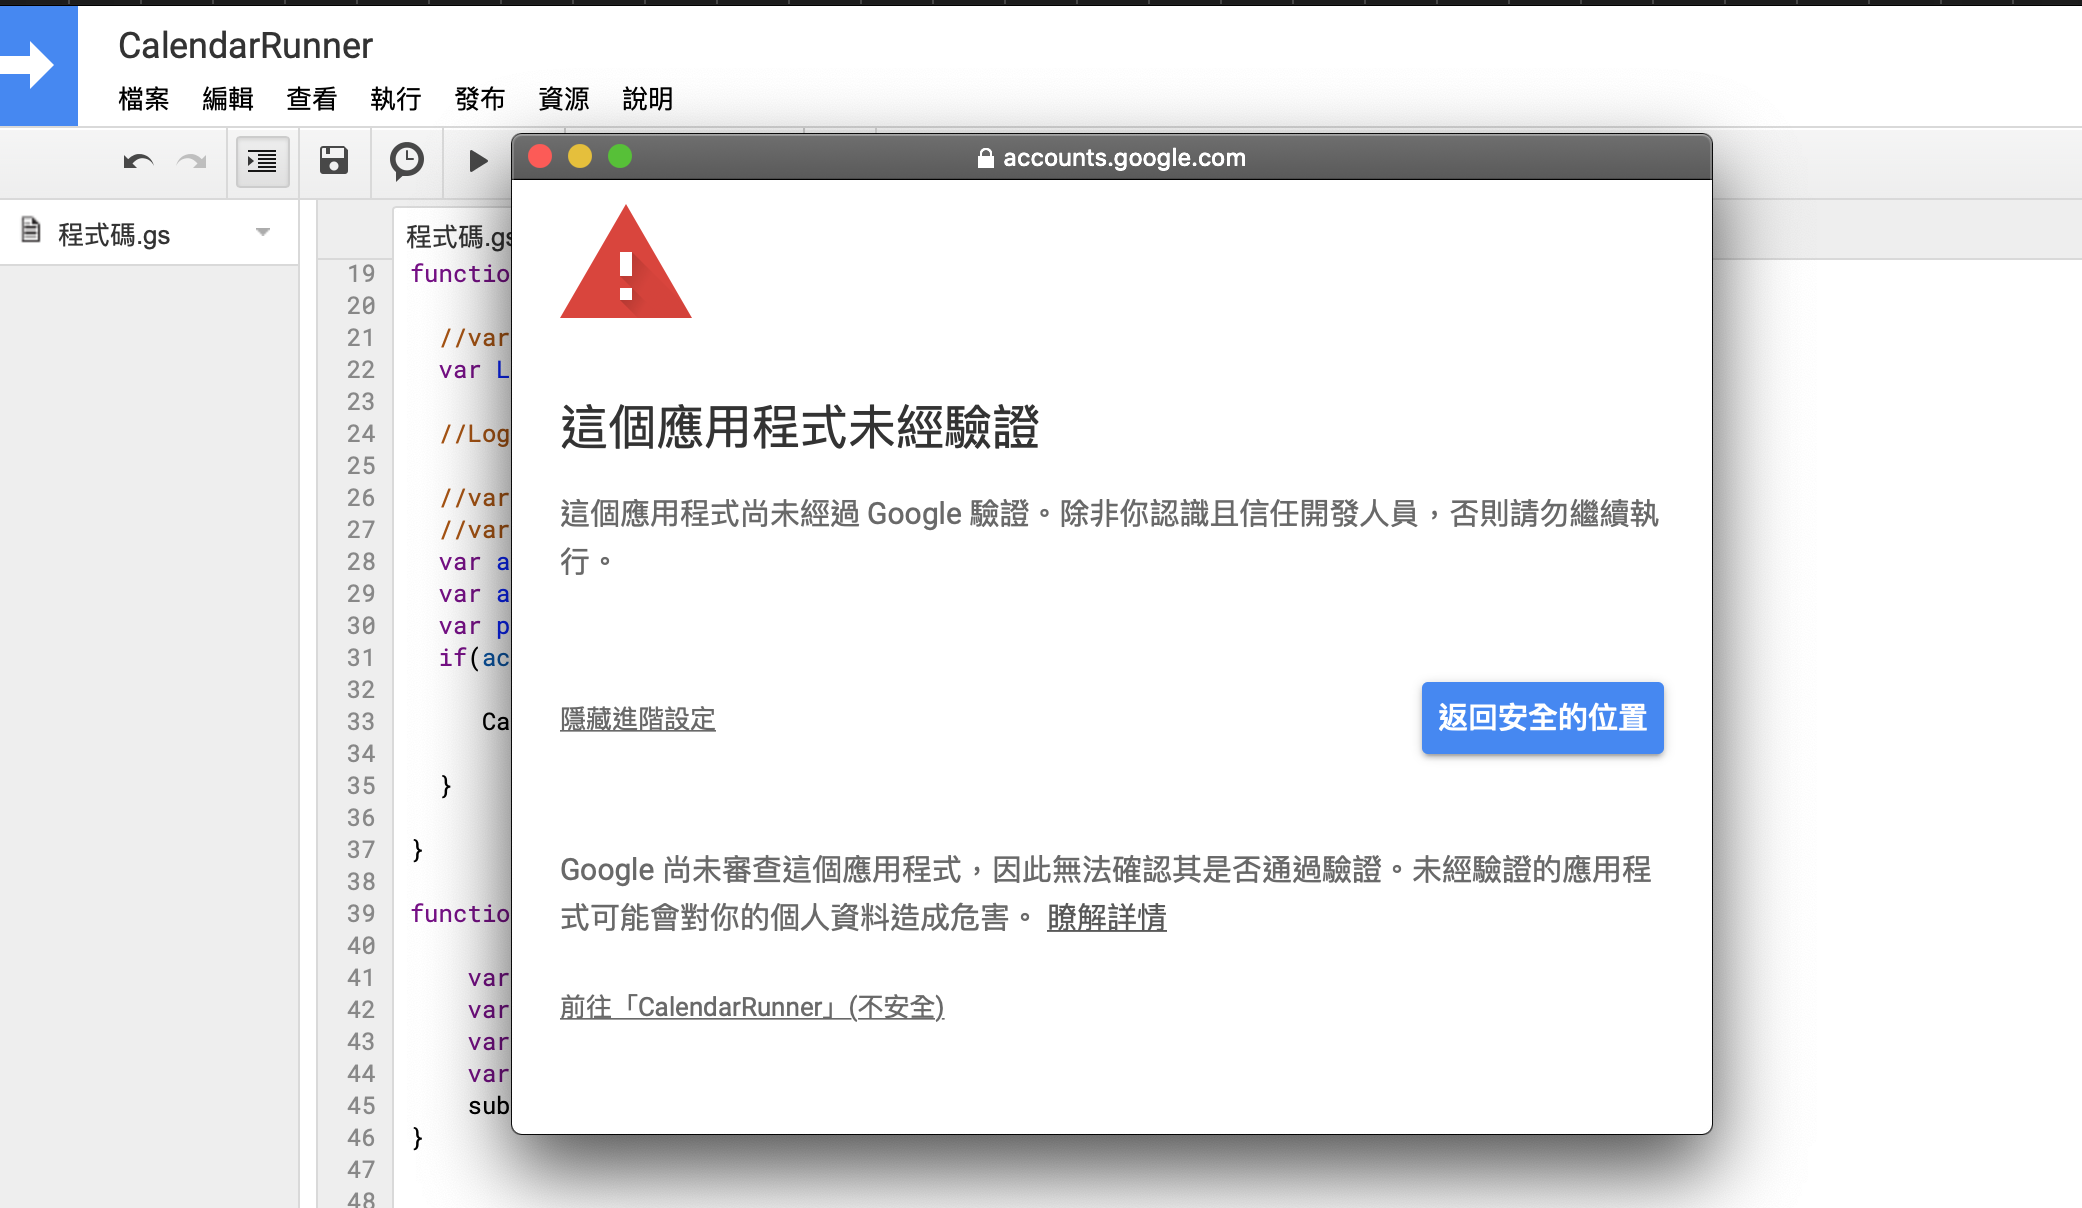 CalendarRunner
檔案 編輯 查看 執行 發布 資源 說明
accounts.google.com
程式碼.gs
程式碼.gs
19 functio
20
21 //var
22 var L
23
24 //Log
25
26 //var
27 //var
28 var a
29 var a
30 var p
31 if(ac
32
33 Ca
34
35 }
36
37 }
38
39 functio
40
41 var
42 var
43 var
44 var
45 sub
46 }
47
48
這個應用程式未經驗證
這個應用程式尚未經過 Google 驗證。除非你認識且信任開發人員，否則請勿繼續執
行。
隱藏進階設定
返回安全的位置
Google 尚未審查這個應用程式，因此無法確認其是否通過驗證。未經驗證的應用程
式可能會對你的個人資料造成危害。 瞭解詳情
前往「CalendarRunner」(不安全)